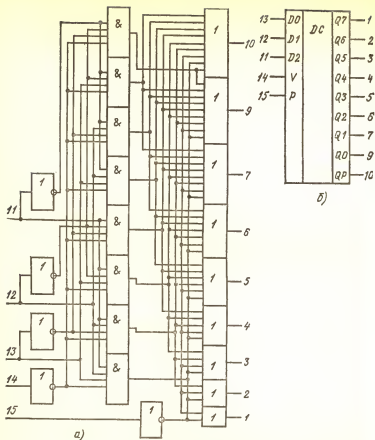 13 D0 DC Q7 1
12 D1 Q6 2
11 D2 Q5 3
14 V Q4 4
15 P Q3 5
Q2 6
Q1 7
Q0 9
QP 10
б)
& 1 10
& 1 9
&
& 1 7
1
11 & 1 6
1
12 & 1 5
1 1 4
13 & 1 3
14 1 1 2
15 1 1 1
а)